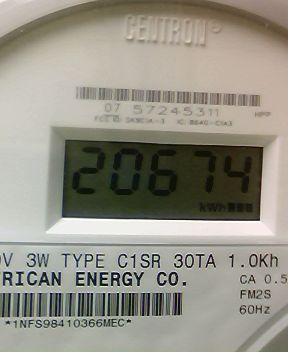 CENTRON®
07 57245311
HPP
20674
kWh
V 3W TYPE C1SR 30TA 1.0Kh
RICAN ENERGY CO.
CA 0.5
FM2S
60Hz
*1NFS98410366MEC*